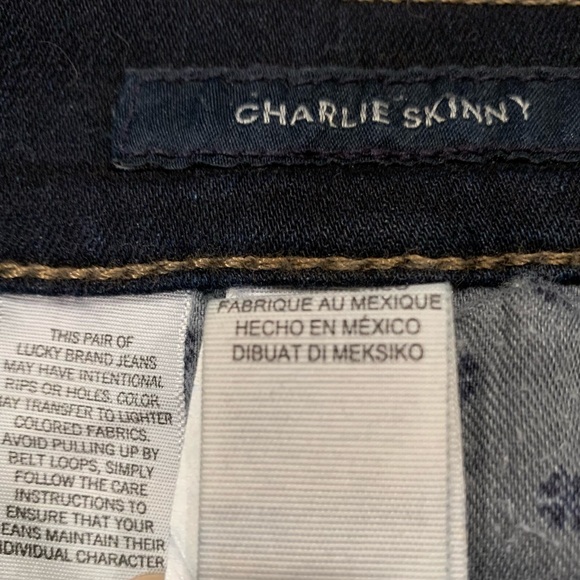 CHARLIE SKINNY
THIS PAIR OF
LUCKY BRAND JEANS
MAY HAVE INTENTIONAL
RIPS OR HOLES. COLOR
MAY TRANSFER TO LIGHTER
COLORED FABRICS.
AVOID PULLING UP BY
BELT LOOPS, SIMPLY
FOLLOW THE CARE
INSTRUCTIONS TO
ENSURE THAT YOUR
JEANS MAINTAIN THEIR
INDIVIDUAL CHARACTER
FABRIQUE AU MEXIQUE
HECHO EN MÉXICO
DIBUAT DI MEKSIKO